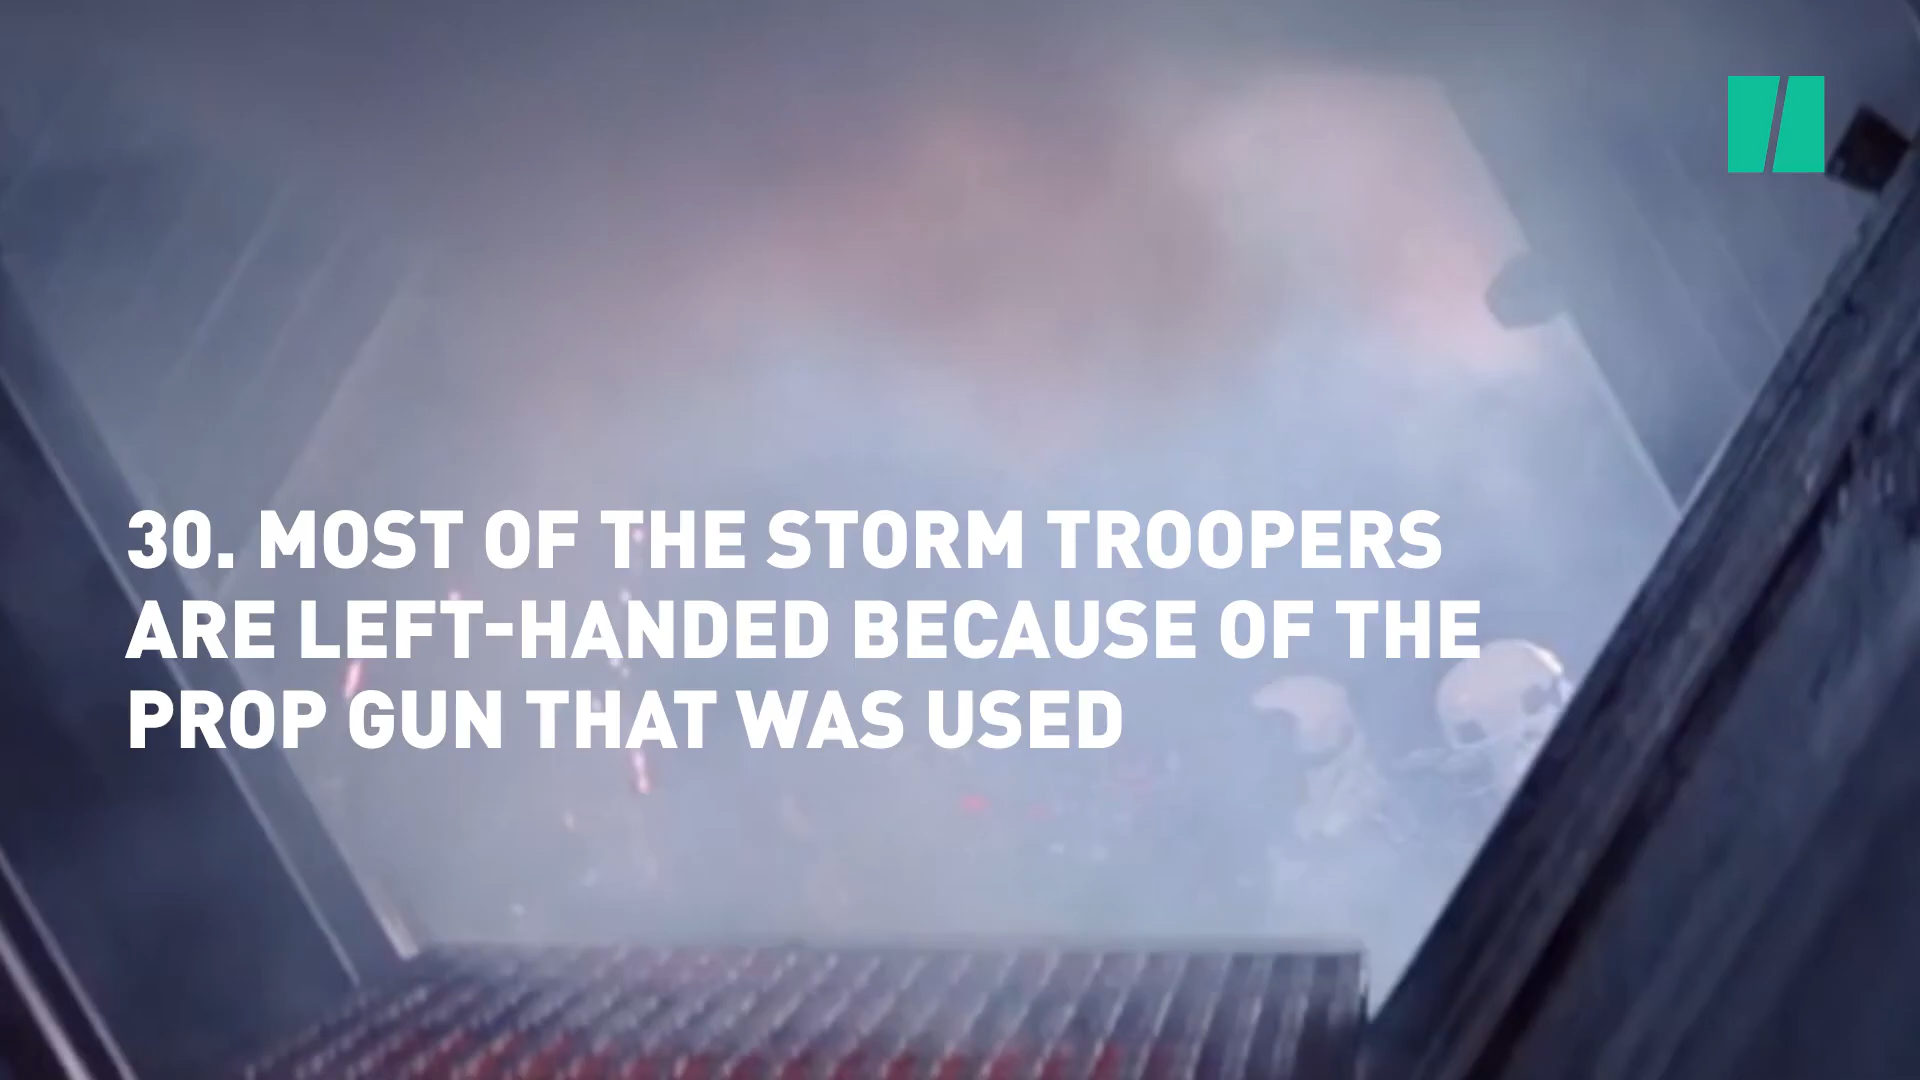 30. MOST OF THE STORM TROOPERS
ARE LEFT-HANDED BECAUSE OF THE
PROP GUN THAT WAS USED